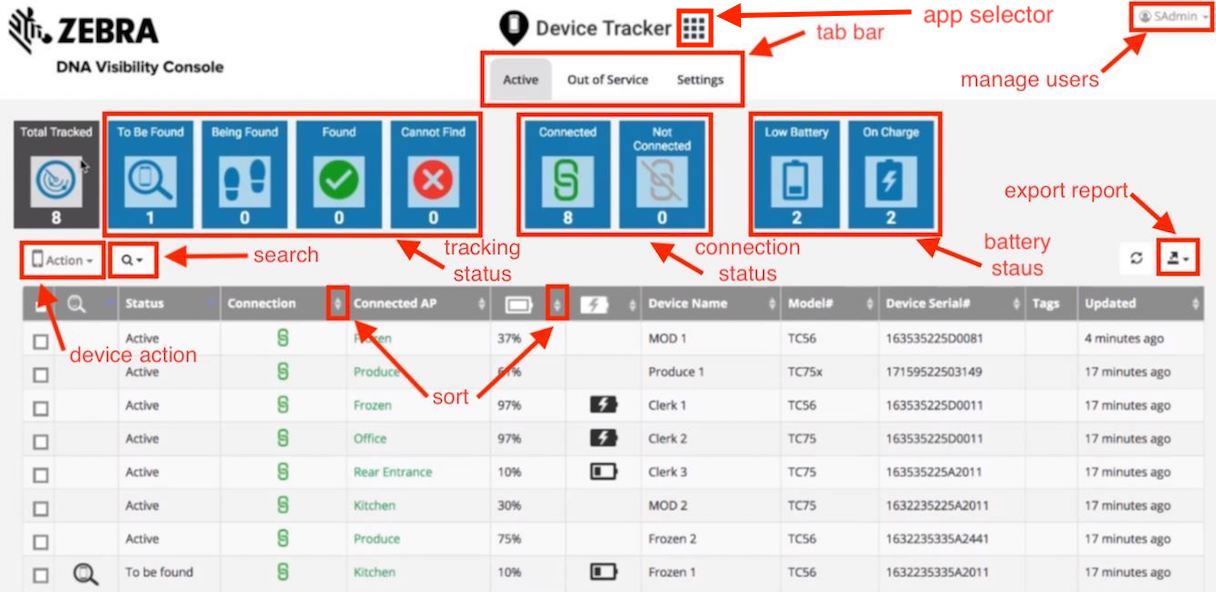 ZEBRA
DNA Visibility Console
Device Tracker
app selector
SAdmin
tab bar
manage users
Active Out of Service Settings
Total Tracked
8
To Be Found
1
Being Found
0
Found
0
Cannot Find
0
Connected
8
Not
Connected
0
Low Battery
2
On Charge
2
export report
Action
search
tracking
status
connection
status
battery
staus
Status Connection Connected AP Device Name Model# Device Serial# Tags Updated
Active Frozen 37% MOD 1 TC56 163535225D0081 4 minutes ago
device action
Active Produce 61% Produce 1 TC75x 17159522503149 17 minutes ago
sort
Active Frozen 97% Clerk 1 TC56 163535225D0011 17 minutes ago
Active Office 97% Clerk 2 TC75 163535225D0011 17 minutes ago
Active Rear Entrance 10% Clerk 3 TC75 163535225A2011 17 minutes ago
Active Kitchen 30% MOD 2 TC75 1632225225A2011 17 minutes ago
Active Produce 75% Frozen 2 TC56 1632235335A2441 17 minutes ago
To be found Kitchen 10% Frozen 1 TC56 1632235335A2011 17 minutes ago